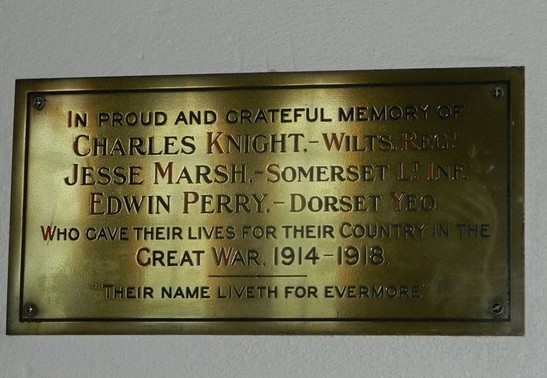 IN PROUD AND GRATEFUL MEMORY OF
CHARLES KNIGHT.-WILTS. REGT
JESSE MARSH.-SOMERSET LT INF.
EDWIN PERRY.-DORSET YEO.
WHO GAVE THEIR LIVES FOR THEIR COUNTRY IN THE
GREAT WAR, 1914-1918.
"THEIR NAME LIVETH FOR EVERMORE."